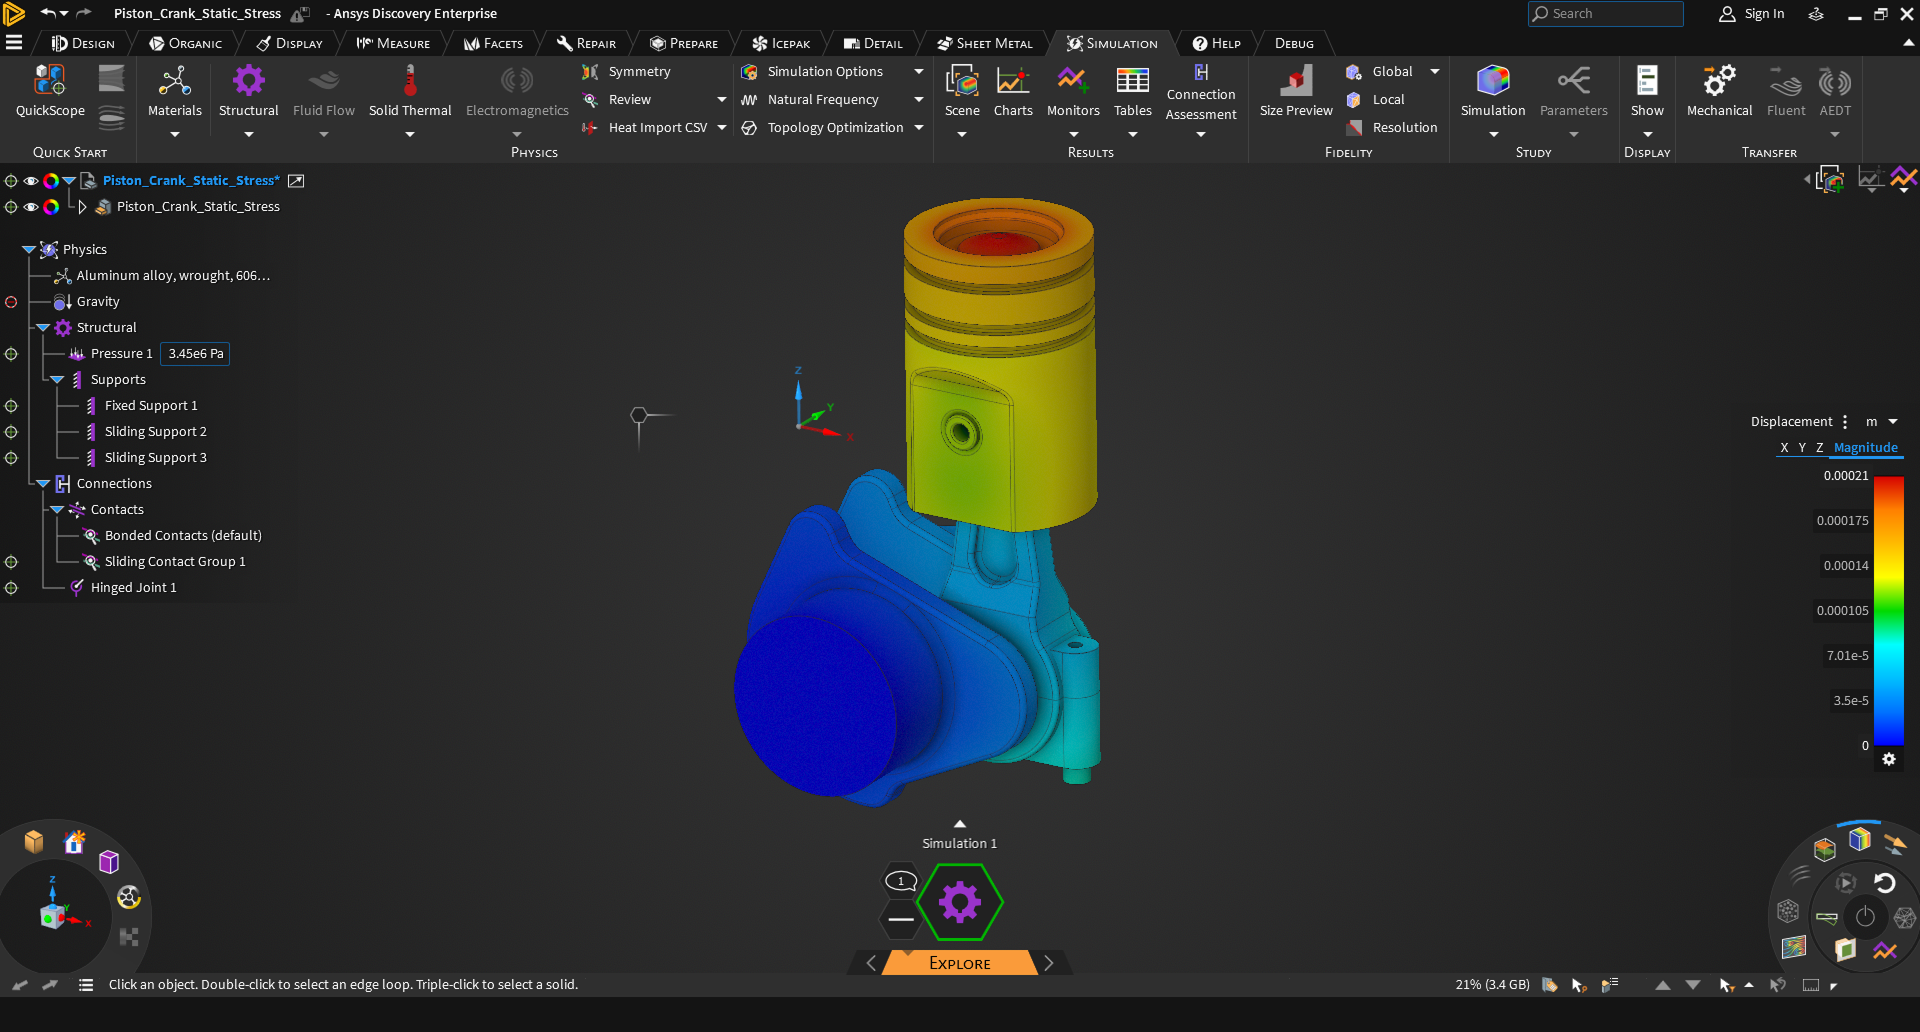 Piston_Crank_Static_Stress - Ansys Discovery Enterprise
Search
Sign In
Design
Organic
Display
Measure
Facets
Repair
Prepare
Icepak
Detail
Sheet Metal
Simulation
Help
Debug
QuickScope
Quick Start
Materials
Structural
Fluid Flow
Solid Thermal
Electromagnetics
Symmetry
Review
Heat Import CSV
Physics
Simulation Options
Natural Frequency
Topology Optimization
Scene
Charts
Monitors
Tables
Connection
Assessment
Results
Size Preview
Global
Local
Resolution
Fidelity
Simulation
Parameters
Study
Show
Display
Mechanical
Fluent
AEDT
Transfer
Piston_Crank_Static_Stress*
Piston_Crank_Static_Stress
Physics
Aluminum alloy, wrought, 606...
Gravity
Structural
Pressure 1 3.45e6 Pa
Supports
Fixed Support 1
Sliding Support 2
Sliding Support 3
Connections
Contacts
Bonded Contacts (default)
Sliding Contact Group 1
Hinged Joint 1
Z
Y
X
Displacement m
X Y Z Magnitude
0.00021
0.000175
0.00014
0.000105
7.01e-5
3.5e-5
0
Z
Y
X
Simulation 1
1
Explore
Click an object. Double-click to select an edge loop. Triple-click to select a solid.
21% (3.4 GB)